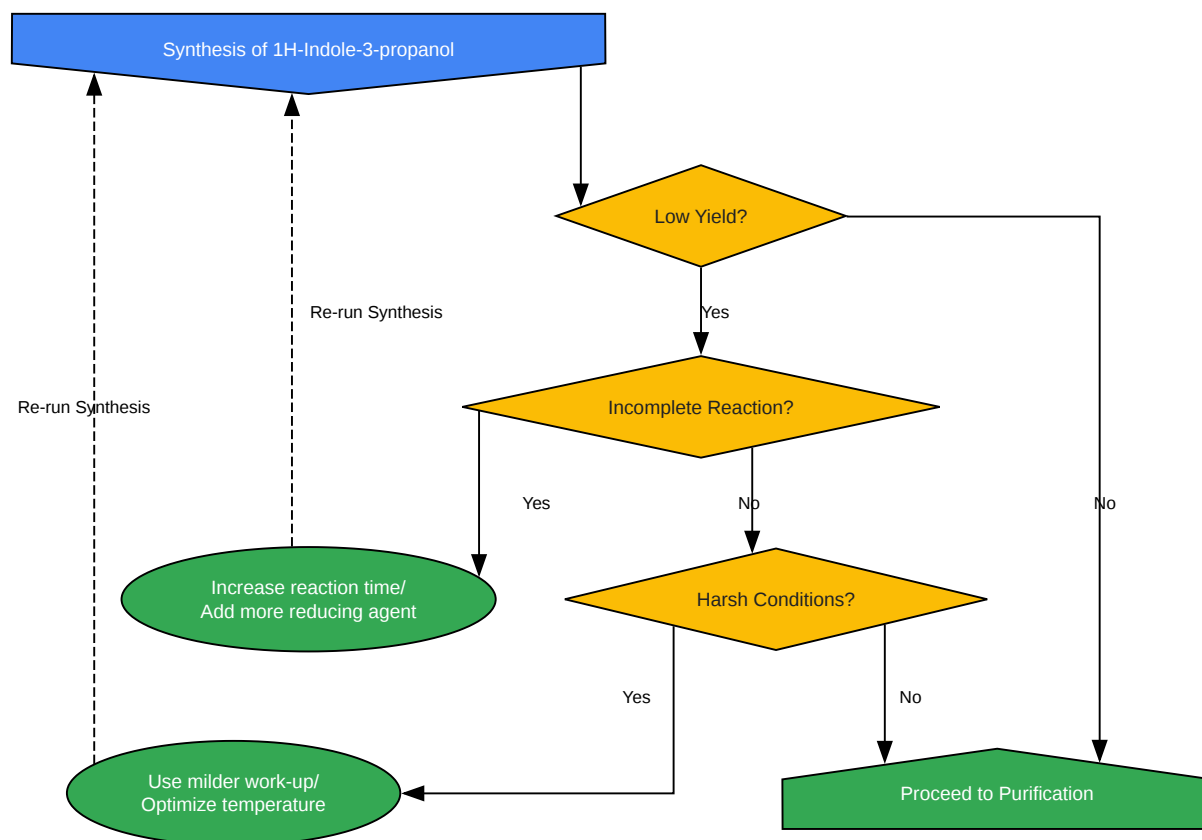 Synthesis of 1H-Indole-3-propanol
Low Yield?
Re-run Synthesis
Yes
Re-run Synthesis
Incomplete Reaction?
Yes
No
No
Increase reaction time/
Add more reducing agent
Harsh Conditions?
Yes
No
Use milder work-up/
Optimize temperature
Proceed to Purification